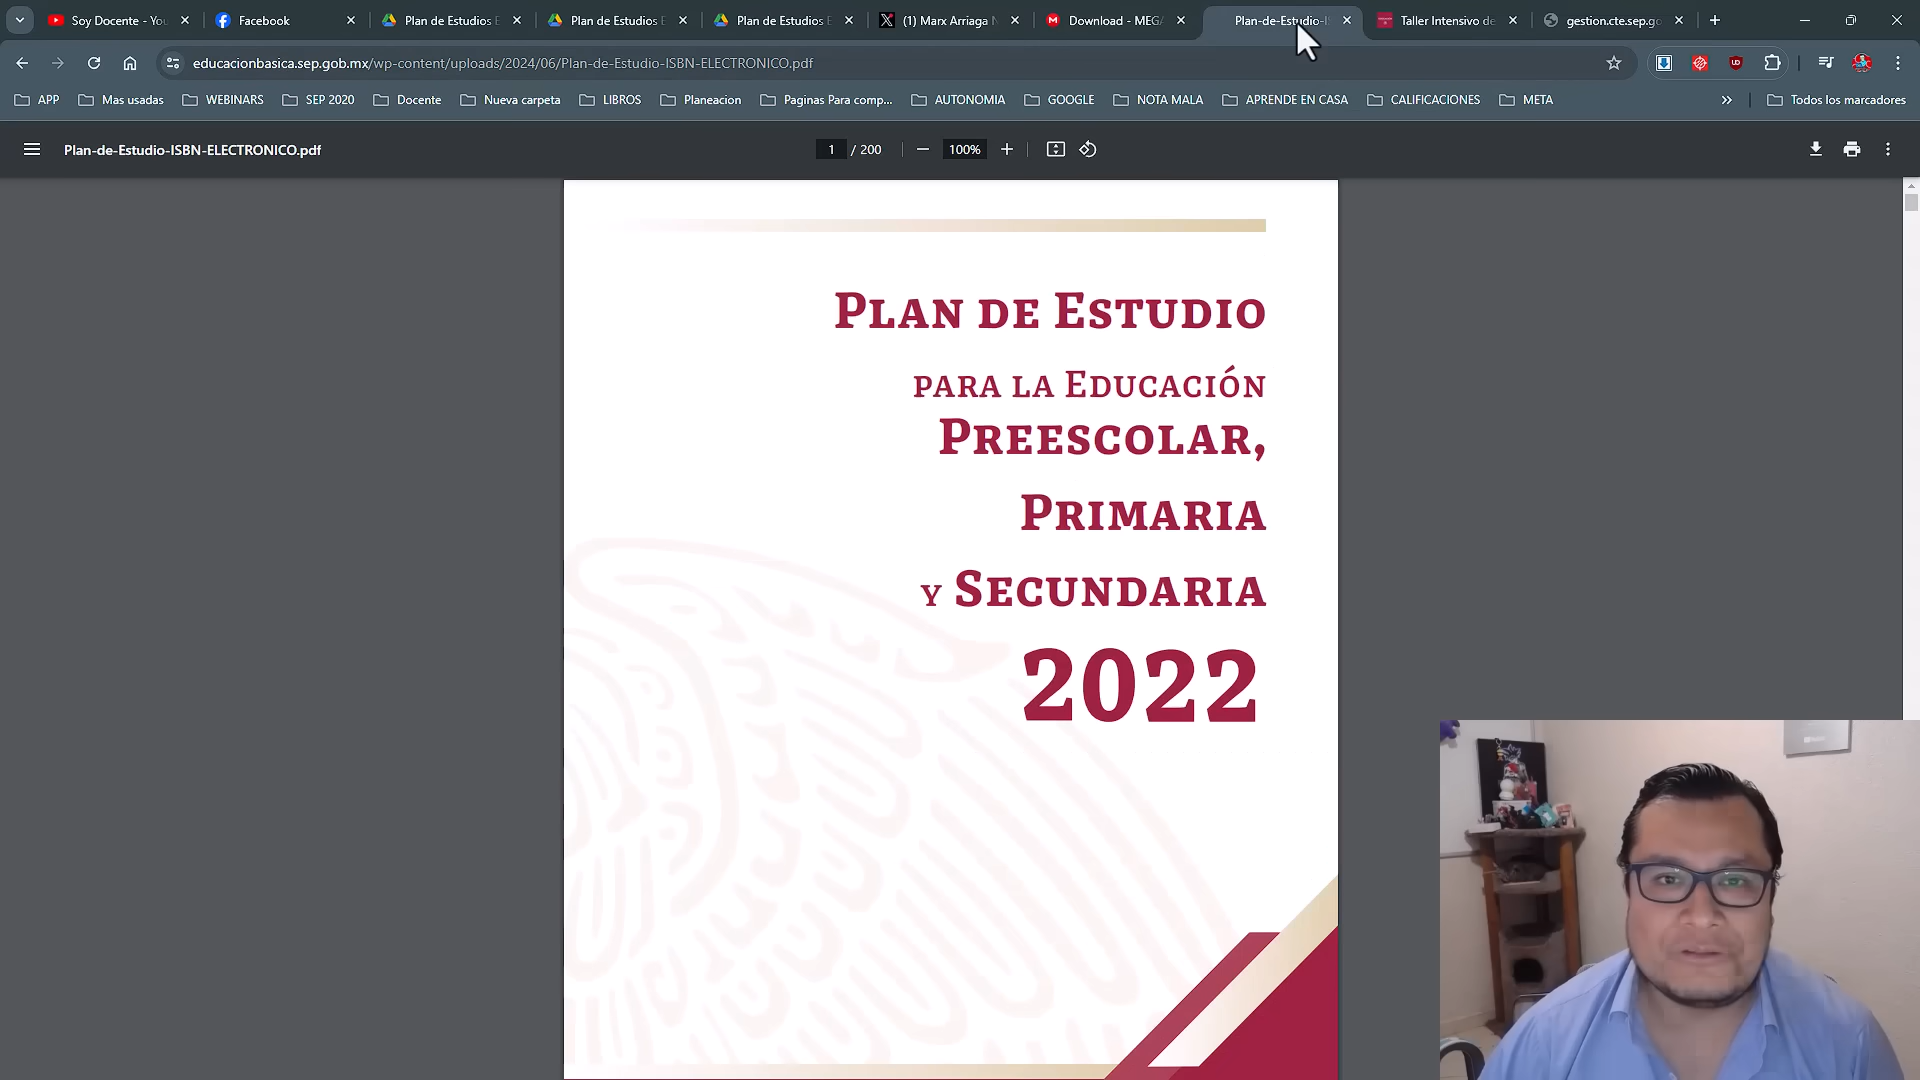 Soy Docente - You
Facebook
Plan de Estudios E
Plan de Estudios E
Plan de Estudios E
(1) Marx Arriaga N
Download - MEGA
Plan-de-Estudio-IS
Taller Intensivo de
gestion.cte.sep.go
educacionbasica.sep.gob.mx/wp-content/uploads/2024/06/Plan-de-Estudio-ISBN-ELECTRONICO.pdf
APP
Mas usadas
WEBINARS
SEP 2020
Docente
Nueva carpeta
LIBROS
Planeacion
Paginas Para comp...
AUTONOMIA
GOOGLE
NOTA MALA
APRENDE EN CASA
CALIFICACIONES
META
Todos los marcadores
Plan-de-Estudio-ISBN-ELECTRONICO.pdf
1 / 200
100%
PLAN DE ESTUDIO
PARA LA EDUCACIÓN
PREESCOLAR,
PRIMARIA
Y SECUNDARIA
2022